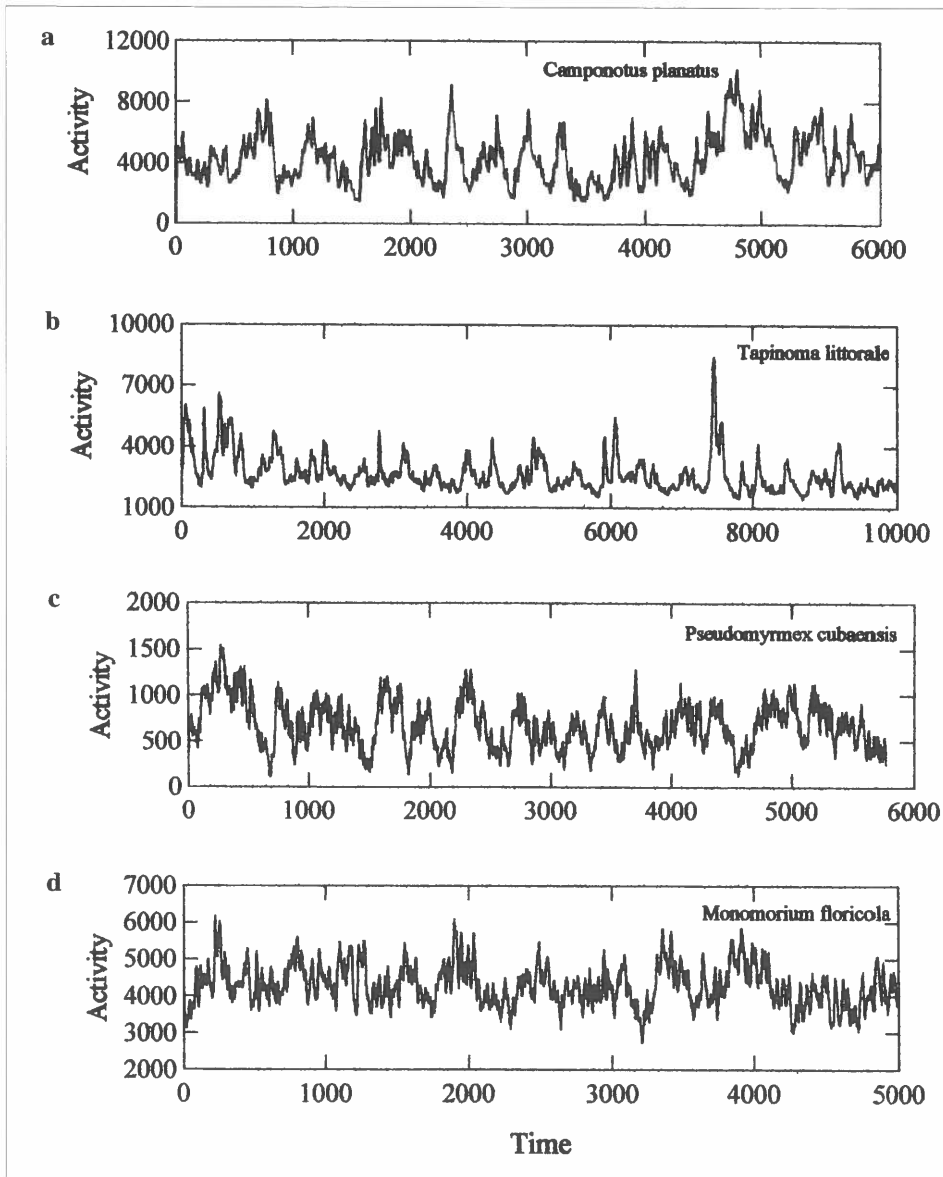 a
12000
8000
4000
0
Activity
Camponotus planatus
0 1000 2000 3000 4000 5000 6000
b
10000
7000
4000
1000
Activity
Tapinoma littorale
0 2000 4000 6000 8000 10000
c
2000
1500
1000
500
0
Activity
Pseudomyrmex cubaensis
0 1000 2000 3000 4000 5000 6000
d
7000
6000
5000
4000
3000
2000
Activity
Monomorium floricola
0 1000 2000 3000 4000 5000
Time